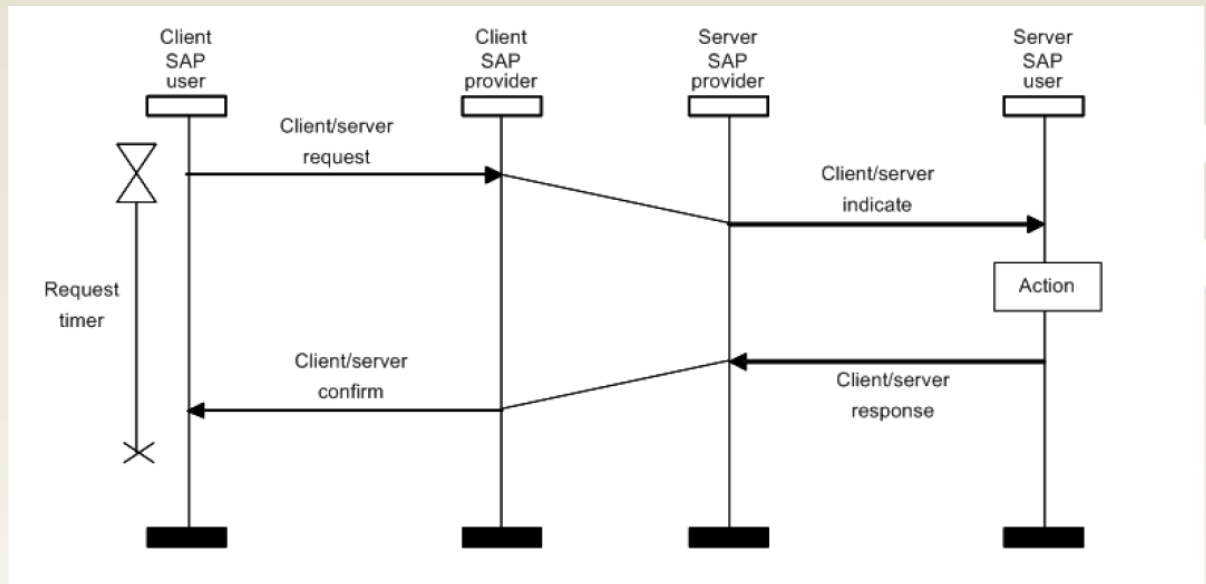 Client
SAP
user
Client
SAP
provider
Server
SAP
provider
Server
SAP
user
Client/server
request
Client/server
indicate
Request
timer
Action
Client/server
confirm
Client/server
response